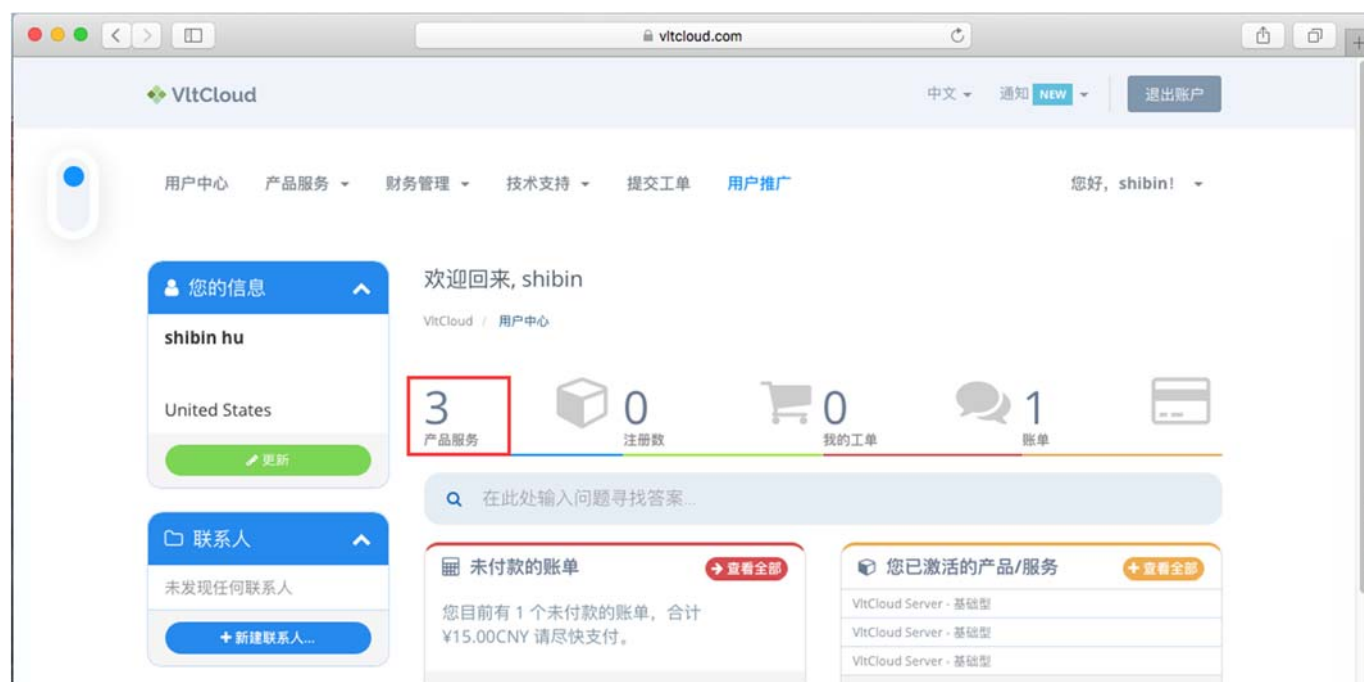 vltcloud.com
VltCloud
中文
通知 NEW
退出账户
用户中心 产品服务 财务管理 技术支持 提交工单 用户推广
您好, shibin!
您的信息
shibin hu
United States
更新
联系人
未发现任何联系人
+ 新建联系人...
欢迎回来, shibin
VltCloud / 用户中心
3
产品服务
0
注册数
0
我的工单
1
账单
在此处输入问题寻找答案...
未付款的账单
查看全部
您目前有 1 个未付款的账单，合计
¥15.00CNY 请尽快支付。
您已激活的产品/服务
+ 查看全部
VltCloud Server - 基础型
VltCloud Server - 基础型
VltCloud Server - 基础型